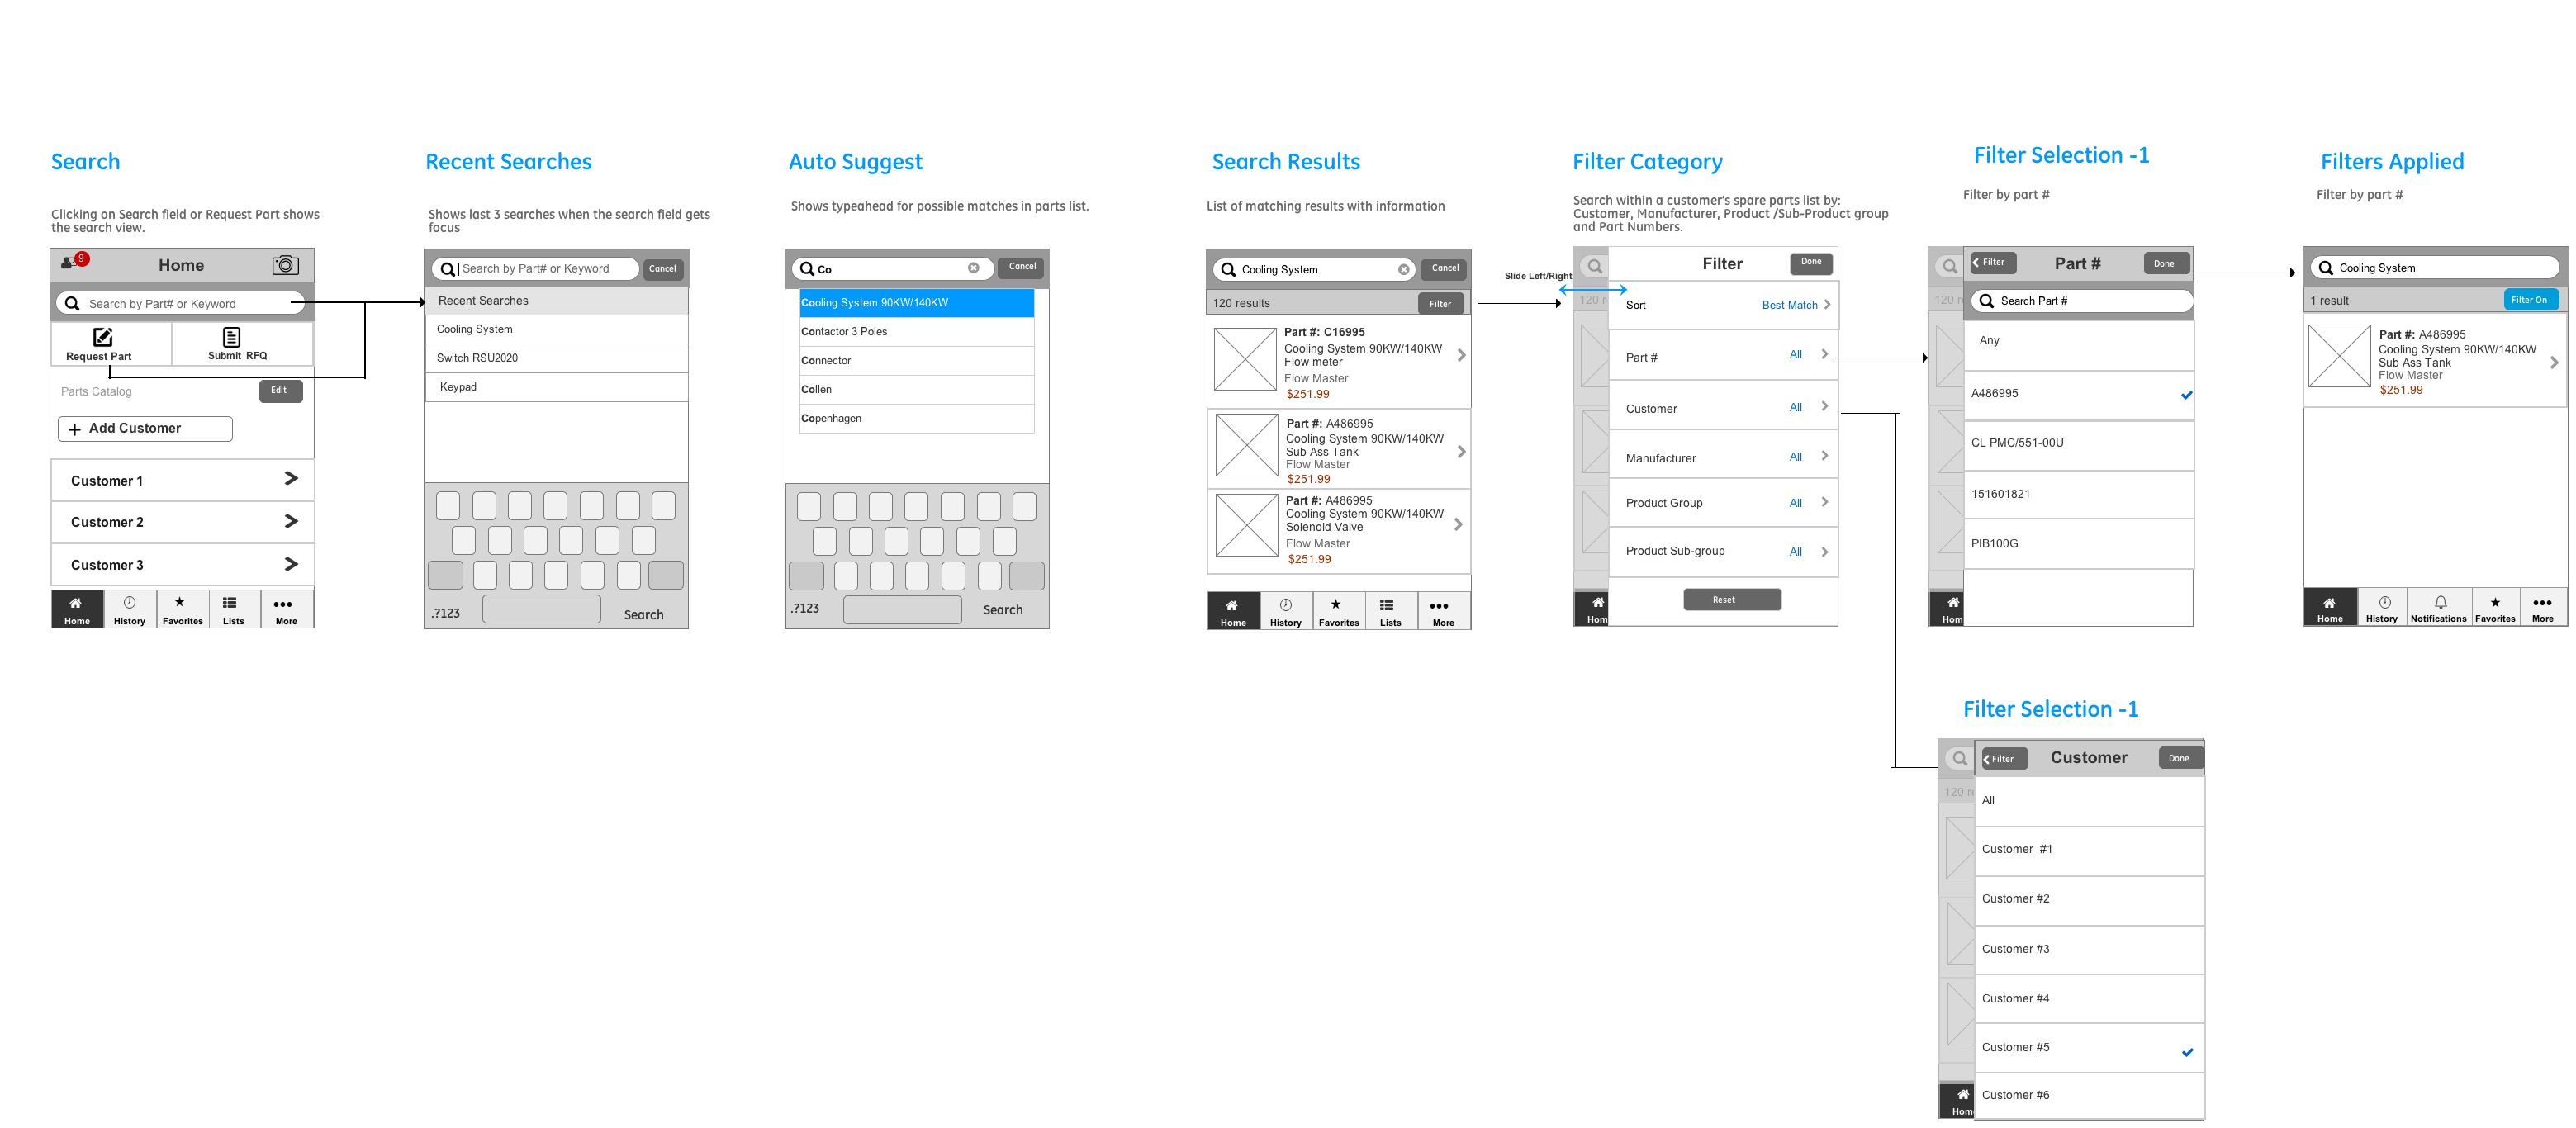 Search
Clicking on Search field or Request Part shows
the search view.
9
Home
Search by Part# or Keyword
Request Part
Submit RFQ
Parts Catalog
Edit
+ Add Customer
Customer 1
Customer 2
Customer 3
Home
History
Favorites
Lists
More
Recent Searches
Shows last 3 searches when the search field gets
focus
Search by Part# or Keyword
Cancel
Recent Searches
Cooling System
Switch RSU2020
Keypad
.?123
Search
Auto Suggest
Shows typeahead for possible matches in parts list.
Co
Cancel
Cooling System 90KW/140KW
Contactor 3 Poles
Connector
Collen
Copenhagen
.?123
Search
Search Results
List of matching results with information
Cooling System
Cancel
120 results
Filter
Part #: C16995
Cooling System 90KW/140KW
Flow meter
Flow Master
$251.99
Part #: A486995
Cooling System 90KW/140KW
Sub Ass Tank
Flow Master
$251.99
Part #: A486995
Cooling System 90KW/140KW
Solenoid Valve
Flow Master
$251.99
Home
History
Favorites
Lists
More
Slide Left/Right
Filter Category
Search within a customer's spare parts list by:
Customer, Manufacturer, Product /Sub-Product group
and Part Numbers.
120 r
Hom
Filter
Done
Sort
Best Match
Part #
All
Customer
All
Manufacturer
All
Product Group
All
Product Sub-group
All
Reset
Filter Selection -1
Filter by part #
120 r
Hom
Filter
Part #
Done
Search Part #
Any
A486995
CL PMC/551-00U
151601821
PIB100G
Filters Applied
Filter by part #
Cooling System
1 result
Filter On
Part #: A486995
Cooling System 90KW/140KW
Sub Ass Tank
Flow Master
$251.99
Home
History
Notifications
Favorites
More
Filter Selection -1
120 r
Hom
Filter
Customer
Done
All
Customer #1
Customer #2
Customer #3
Customer #4
Customer #5
Customer #6